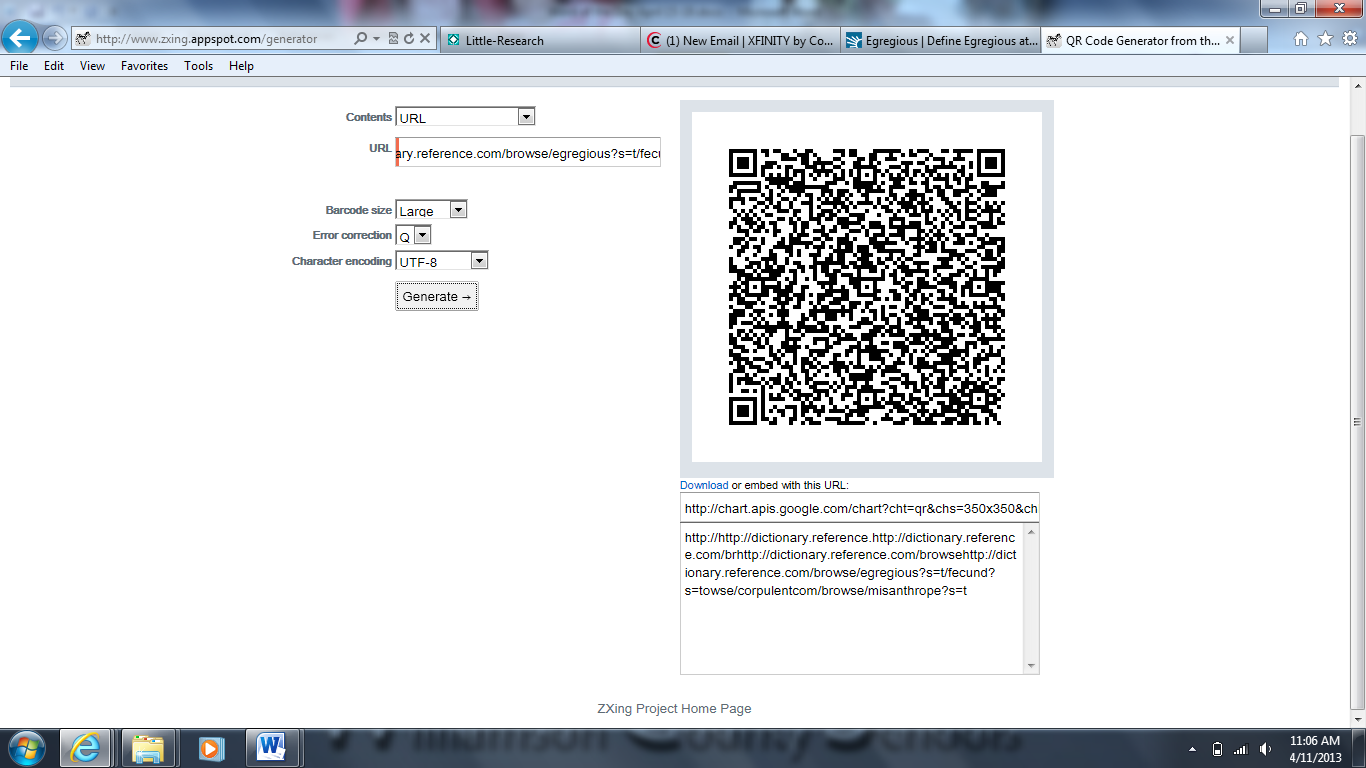 http://www.zxing.appspot.com/generator
Little-Research
(1) New Email | XFINITY by Co...
Egregious | Define Egregious at...
QR Code Generator from th...
File Edit View Favorites Tools Help
Contents URL
URL ary.reference.com/browse/egregious?s=t/fecu
Barcode size Large
Error correction Q
Character encoding UTF-8
Generate →
Download or embed with this URL:
http://chart.apis.google.com/chart?cht=qr&chs=350x350&ch
http://http://dictionary.reference.http://dictionary.referenc
e.com/brhttp://dictionary.reference.com/browsehttp://dict
ionary.reference.com/browse/egregious?s=t/fecund?
s=towse/corpulentcom/browse/misanthrope?s=t
ZXing Project Home Page
11:06 AM
4/11/2013